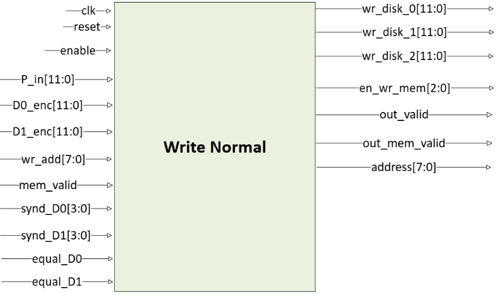 clk
reset
enable
P_in[11:0]
D0_enc[11:0]
D1_enc[11:0]
wr_add[7:0]
mem_valid
synd_D0[3:0]
synd_D1[3:0]
equal_D0
equal_D1
Write Normal
wr_disk_0[11:0]
wr_disk_1[11:0]
wr_disk_2[11:0]
en_wr_mem[2:0]
out_valid
out_mem_valid
address[7:0]